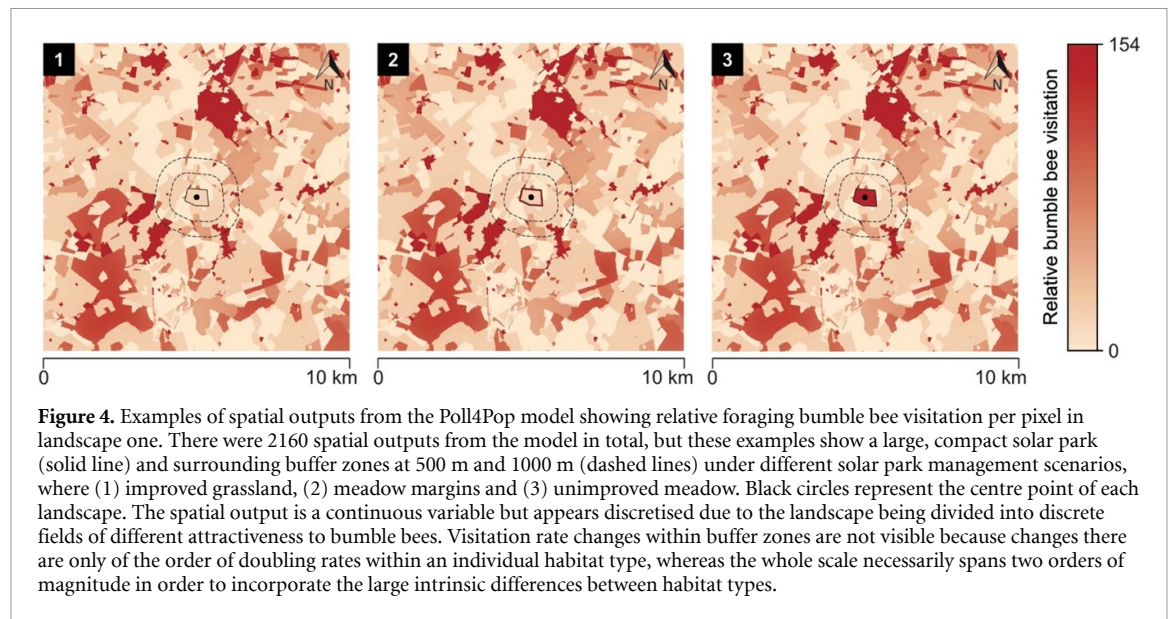 1
N
2
N
3
N
154
Relative bumble bee visitation
0
0
10 km
0
10 km
0
10 km
Figure 4. Examples of spatial outputs from the Poll4Pop model showing relative foraging bumble bee visitation per pixel in
landscape one. There were 2160 spatial outputs from the model in total, but these examples show a large, compact solar park
(solid line) and surrounding buffer zones at 500 m and 1000 m (dashed lines) under different solar park management scenarios,
where (1) improved grassland, (2) meadow margins and (3) unimproved meadow. Black circles represent the centre point of each
landscape. The spatial output is a continuous variable but appears discretised due to the landscape being divided into discrete
fields of different attractiveness to bumble bees. Visitation rate changes within buffer zones are not visible because changes there
are only of the order of doubling rates within an individual habitat type, whereas the whole scale necessarily spans two orders of
magnitude in order to incorporate the large intrinsic differences between habitat types.